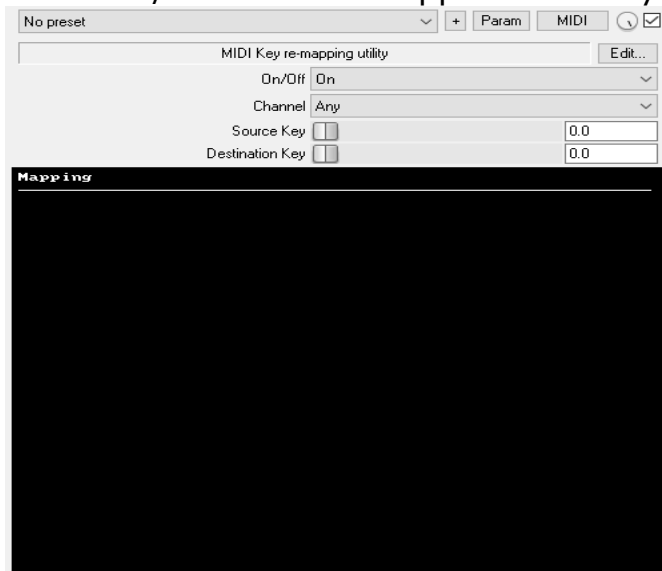 No preset + Param MIDI
MIDI Key re-mapping utility Edit...
On/Off On
Channel Any
Source Key 0.0
Destination Key 0.0
Mapping